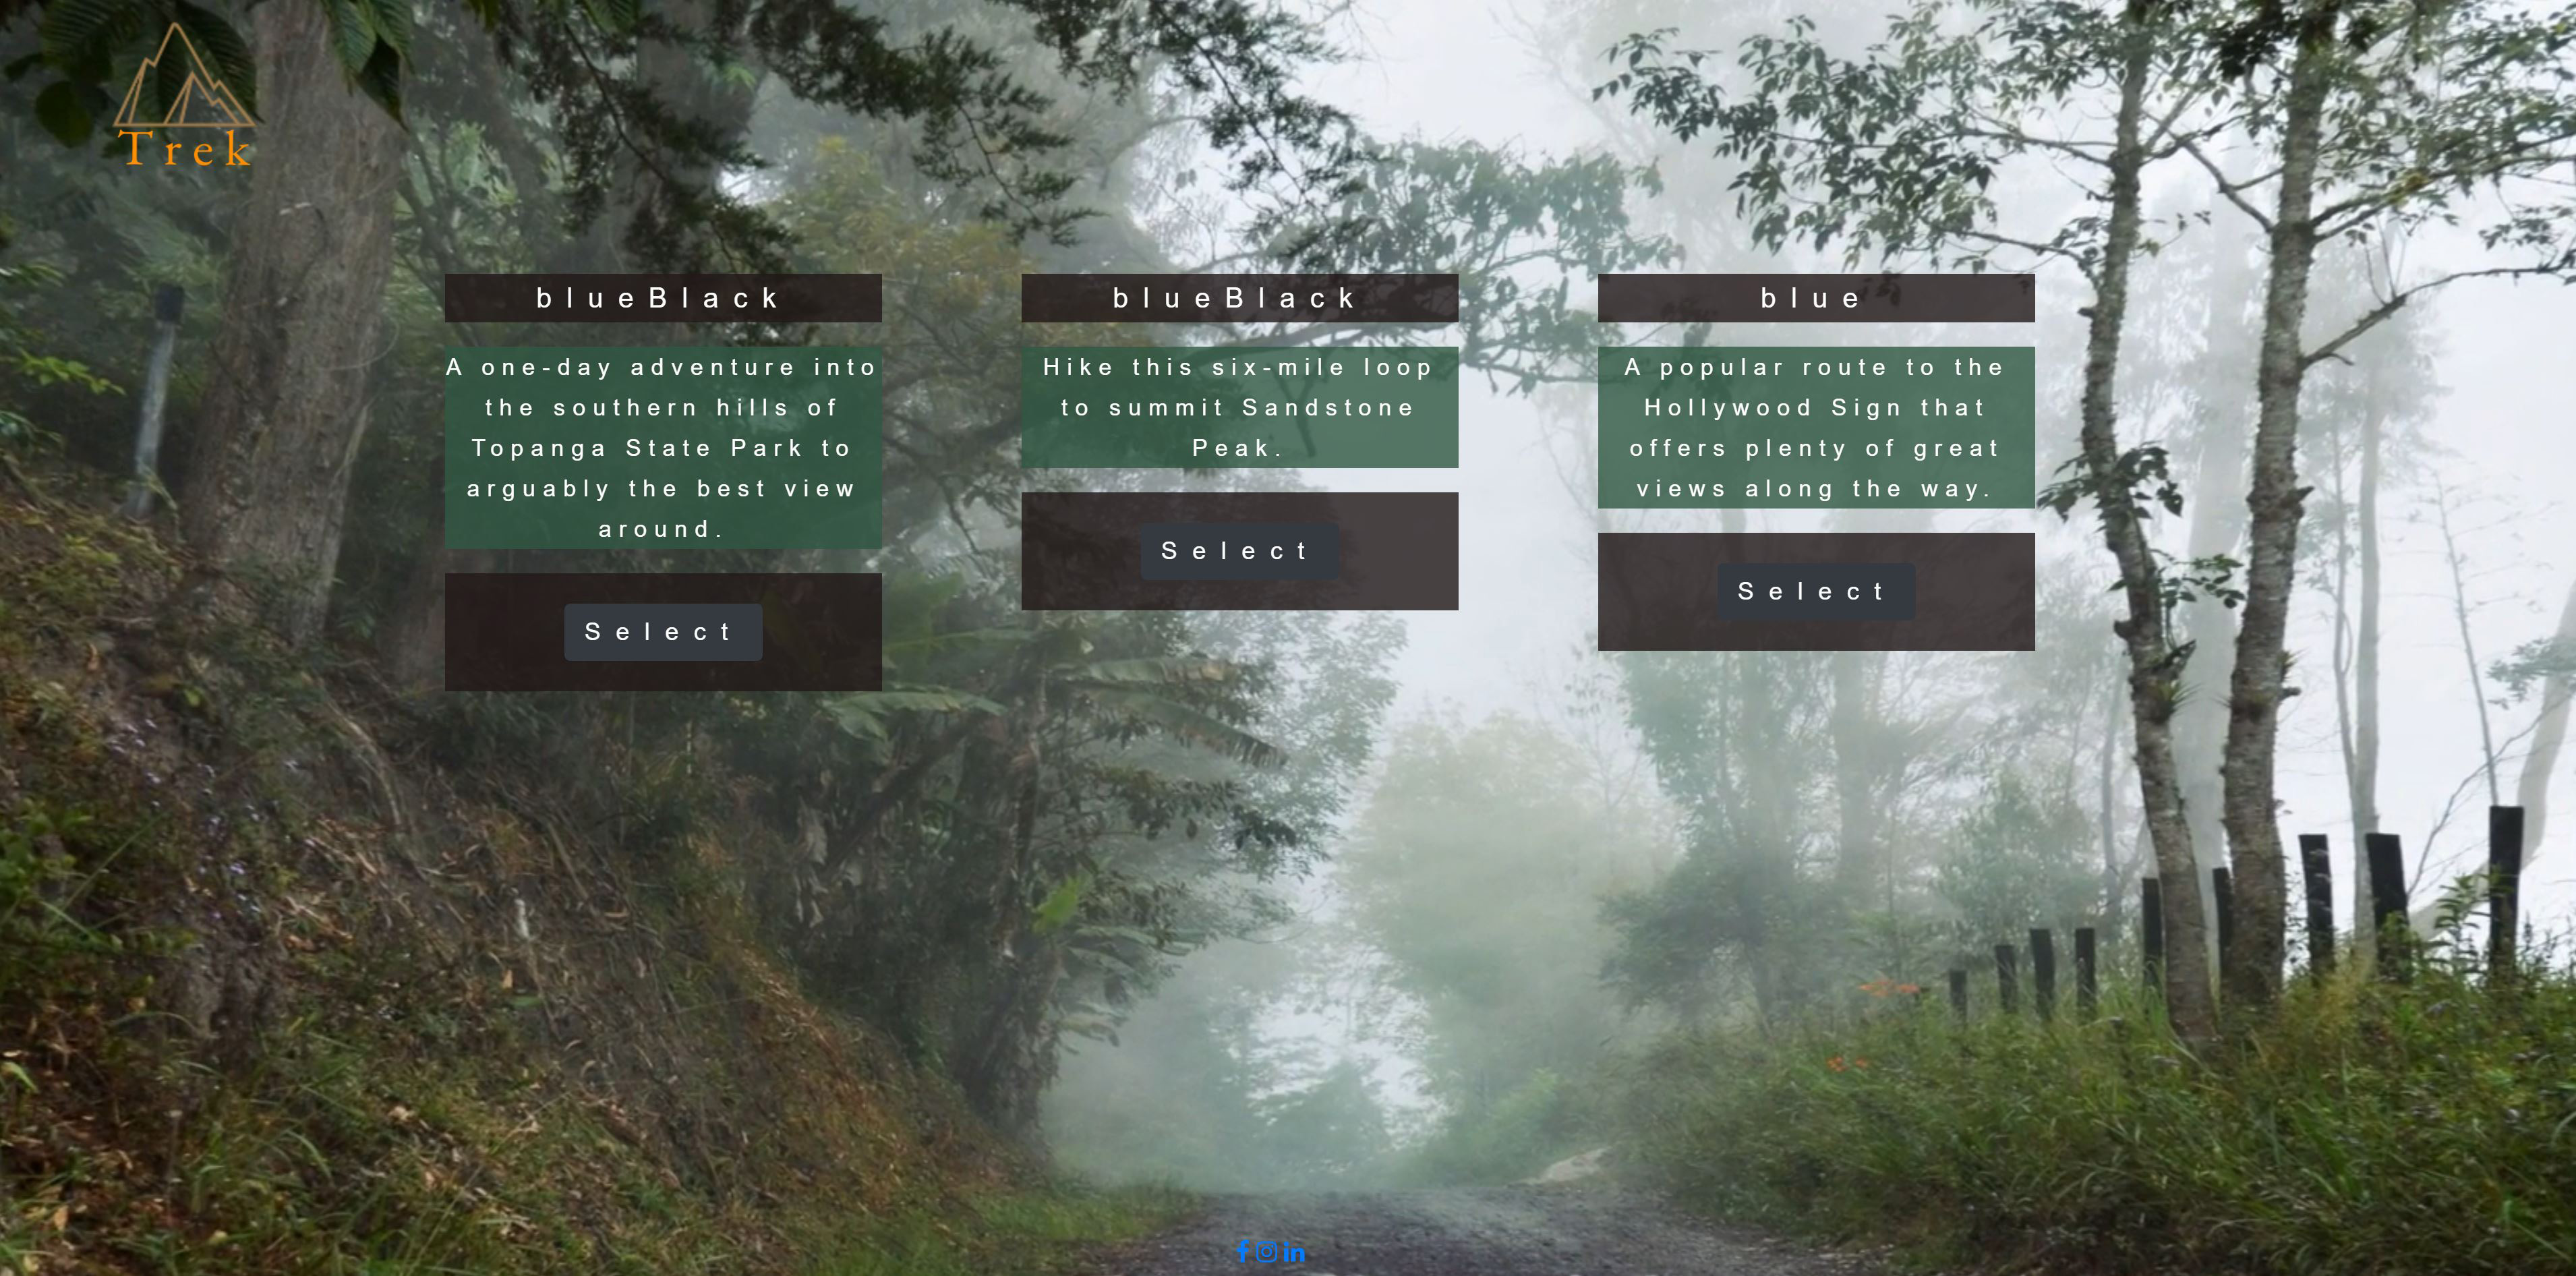 Trek
blueBlack
A one-day adventure into
the southern hills of
Topanga State Park to
arguably the best view
around.
Select
blueBlack
Hike this six-mile loop
to summit Sandstone
Peak.
Select
blue
A popular route to the
Hollywood Sign that
offers plenty of great
views along the way.
Select